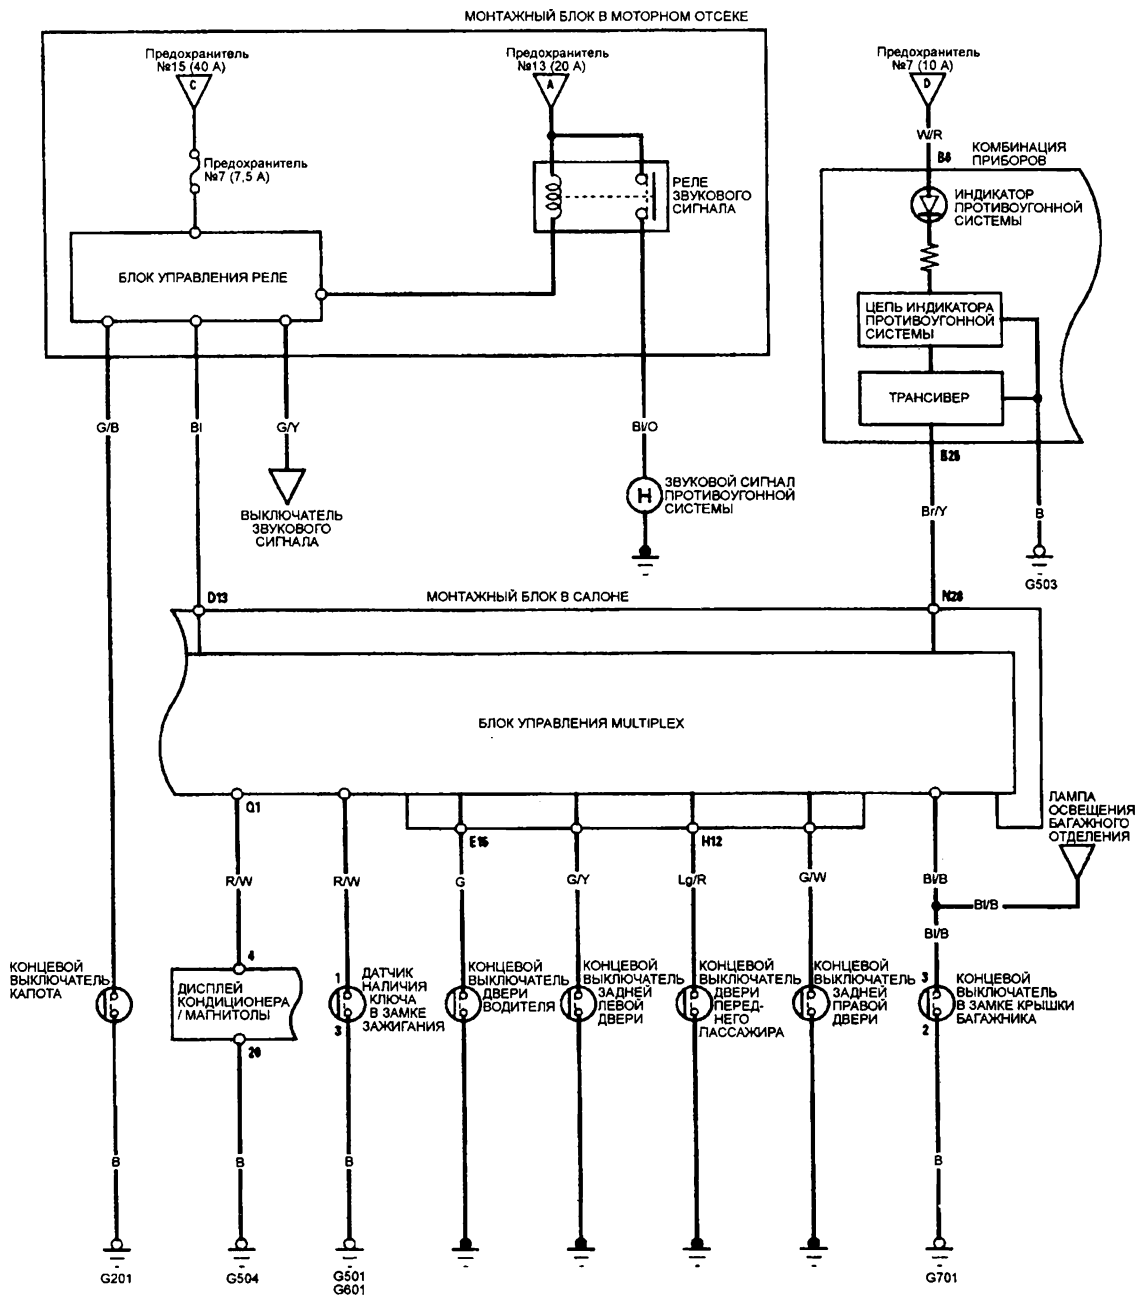 МОНТАЖНЫЙ БЛОК В МОТОРНОМ ОТСЕКЕ
Предохранитель
№15 (40 А)
C
Предохранитель
№13 (20 А)
A
Предохранитель
№7 (10 А)
D
W/R
B6
КОМБИНАЦИЯ
ПРИБОРОВ
Предохранитель
№7 (7,5 А)
РЕЛЕ
ЗВУКОВОГО
СИГНАЛА
ИНДИКАТОР
ПРОТИВОУГОННОЙ
СИСТЕМЫ
БЛОК УПРАВЛЕНИЯ РЕЛЕ
ЦЕПЬ ИНДИКАТОРА
ПРОТИВОУГОННОЙ
СИСТЕМЫ
ТРАНСИВЕР
G/B
Bl
G/Y
Bl/O
B25
ВЫКЛЮЧАТЕЛЬ
ЗВУКОВОГО
СИГНАЛА
H
ЗВУКОВОЙ СИГНАЛ
ПРОТИВОУГОННОЙ
СИСТЕМЫ
Br/Y
B
G503
D13
МОНТАЖНЫЙ БЛОК В САЛОНЕ
N28
БЛОК УПРАВЛЕНИЯ MULTIPLEX
Q1
E15
H12
ЛАМПА
ОСВЕЩЕНИЯ
БАГАЖНОГО
ОТДЕЛЕНИЯ
R/W
R/W
G
G/Y
Lg/R
G/W
Bl/B
Bl/B
Bl/B
КОНЦЕВОЙ
ВЫКЛЮЧАТЕЛЬ
КАПОТА
4
ДИСПЛЕЙ
КОНДИЦИОНЕРА
/ МАГНИТОЛЫ
20
1
ДАТЧИК
НАЛИЧИЯ
КЛЮЧА
В ЗАМКЕ
ЗАЖИГАНИЯ
3
КОНЦЕВОЙ
ВЫКЛЮЧАТЕЛЬ
ДВЕРИ
ВОДИТЕЛЯ
КОНЦЕВОЙ
ВЫКЛЮЧАТЕЛЬ
ЗАДНЕЙ
ЛЕВОЙ
ДВЕРИ
КОНЦЕВОЙ
ВЫКЛЮЧАТЕЛЬ
ДВЕРИ
ПЕРЕД-
НЕГО
ПАССАЖИРА
КОНЦЕВОЙ
ВЫКЛЮЧАТЕЛЬ
ЗАДНЕЙ
ПРАВОЙ
ДВЕРИ
3
КОНЦЕВОЙ
ВЫКЛЮЧАТЕЛЬ
В ЗАМКЕ КРЫШКИ
БАГАЖНИКА
2
B
B
B
B
G201
G504
G501
G601
G701